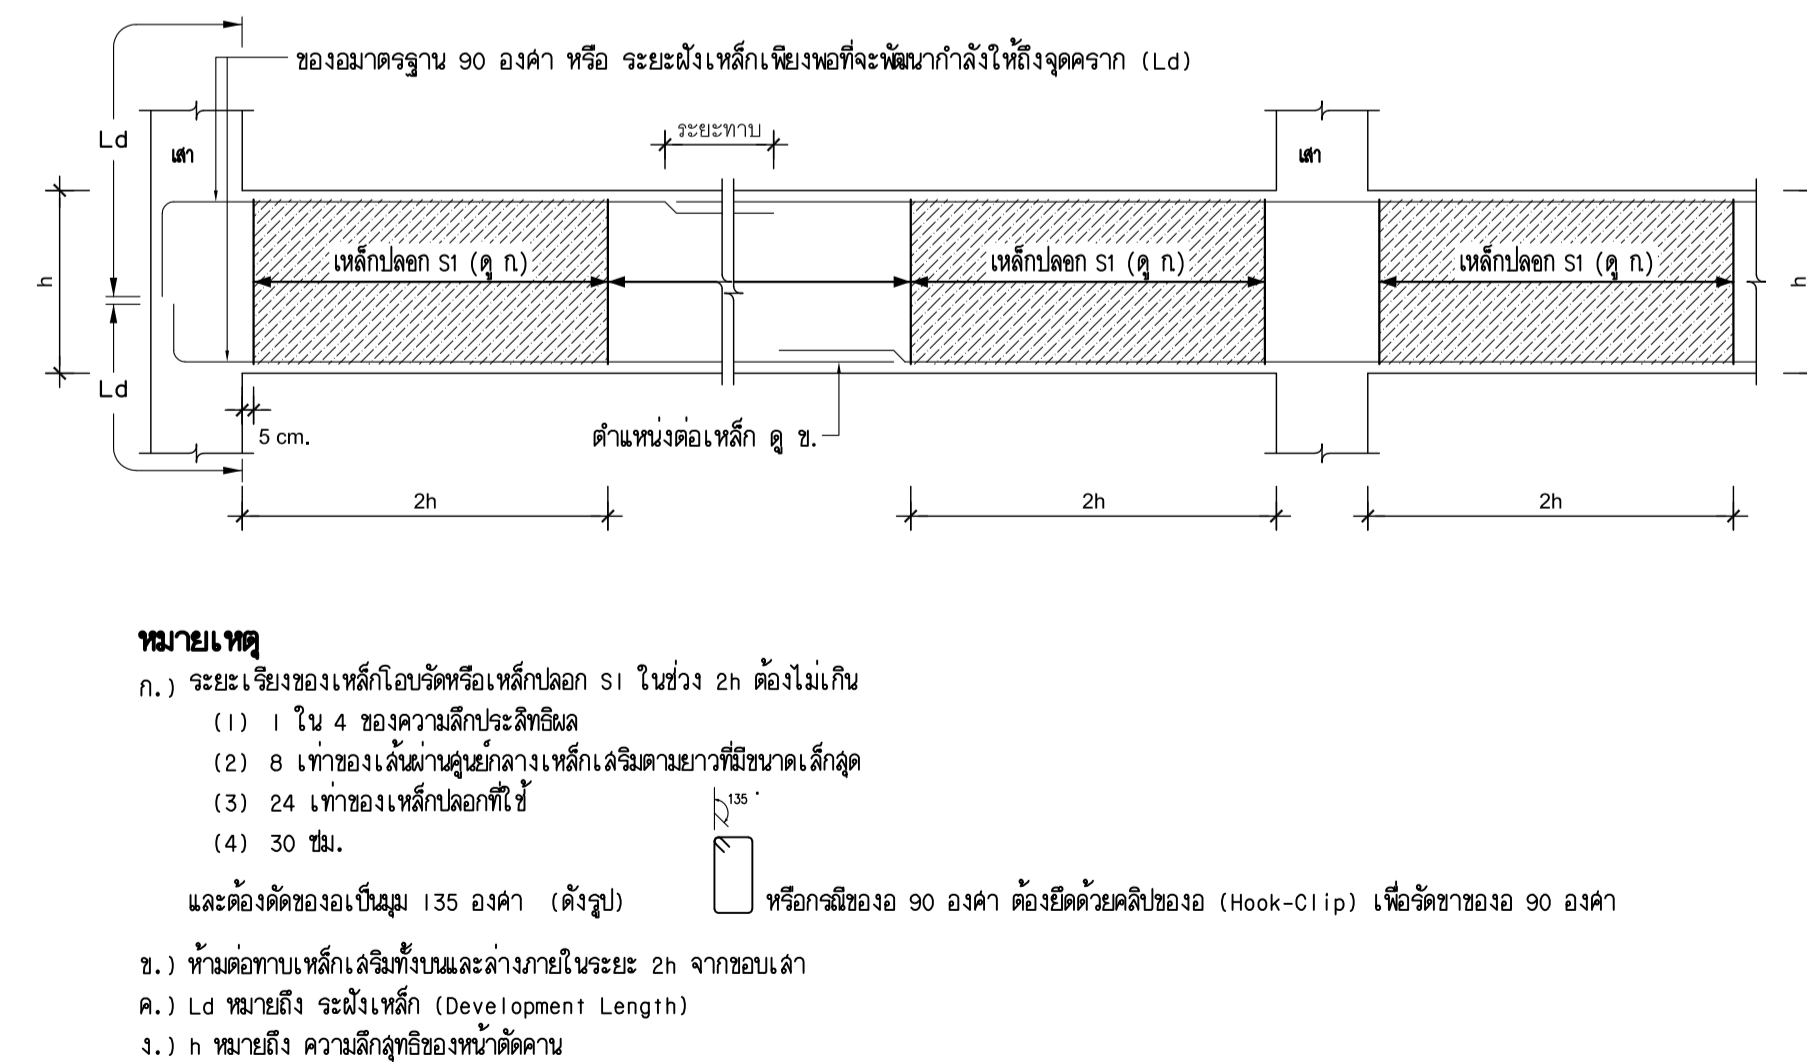 ของอมาตรฐาน 90 องศา หรือ ระยะฝังเหล็กเพียงพอที่จะพัฒนากำลังให้ถึงจุดคราก (Ld)
ระยะทาบ
Ld
เสา
เสา
h
เหล็กปลอก S1 (ดู ก.)
เหล็กปลอก S1 (ดู ก.)
เหล็กปลอก S1 (ดู ก.)
h
Ld
5 cm.
ตำแหน่งต่อเหล็ก ดู ข.
2h
2h
2h
หมายเหตุ
ก.) ระยะเรียงของเหล็กโอบรัดหรือเหล็กปลอก S1 ในช่วง 2h ต้องไม่เกิน
(1) 1 ใน 4 ของความลึกประสิทธิผล
(2) 8 เท่าของเส้นผ่านศูนย์กลางเหล็กเสริมตามยาวที่มีขนาดเล็กสุด
(3) 24 เท่าของเหล็กปลอกที่ใช้
(4) 30 ซม.
135 °
และต้องดัดของอเป็นมุม 135 องศา (ดังรูป) หรือกรณีของอ 90 องศา ต้องยึดด้วยคลิปของอ (Hook-Clip) เพื่อรัดขาของอ 90 องศา
ข.) ห้ามต่อทาบเหล็กเสริมทั้งบนและล่างภายในระยะ 2h จากขอบเสา
ค.) Ld หมายถึง ระฝังเหล็ก (Development Length)
ง.) h หมายถึง ความลึกสุทธิของหน้าตัดคาน